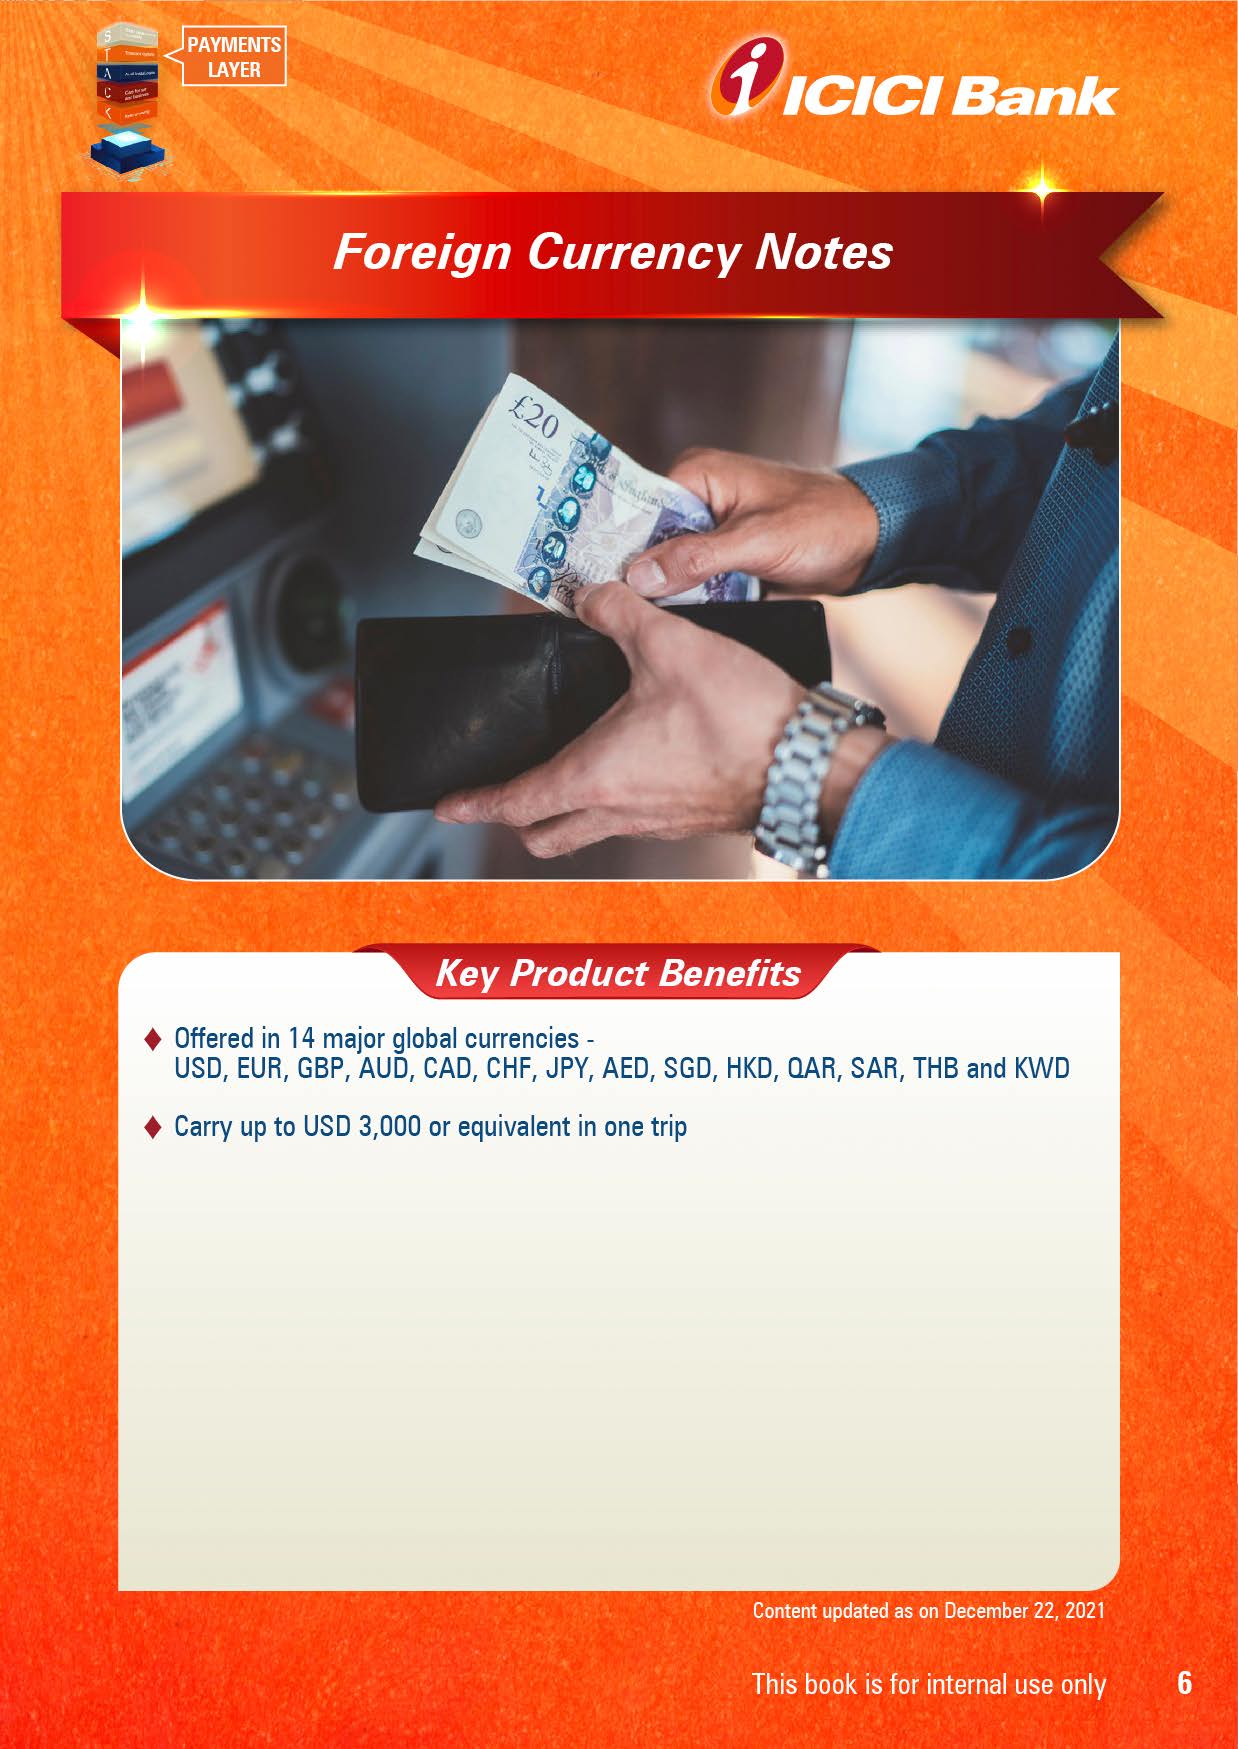 S
T
A
C
K
PAYMENTS
LAYER
i ICICI Bank
Foreign Currency Notes
£20
20
20
Key Product Benefits
♦ Offered in 14 major global currencies -
USD, EUR, GBP, AUD, CAD, CHF, JPY, AED, SGD, HKD, QAR, SAR, THB and KWD
♦ Carry up to USD 3,000 or equivalent in one trip
Content updated as on December 22, 2021
This book is for internal use only 6